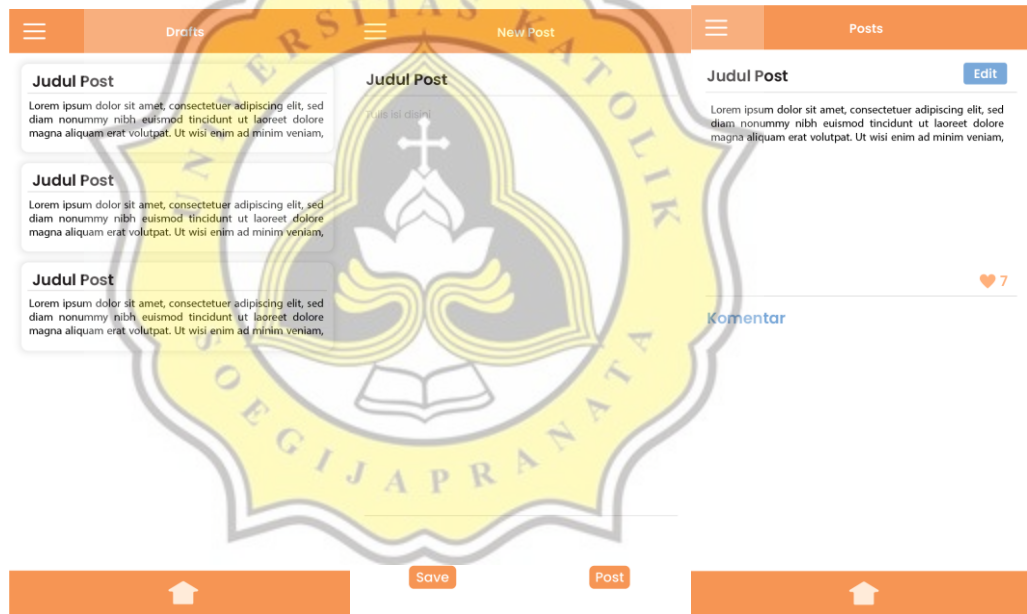 Drafts
Judul Post
Lorem ipsum dolor sit amet, consectetuer adipiscing elit, sed
diam nonummy nibh euismod tincidunt ut laoreet dolore
magna aliquam erat volutpat. Ut wisi enim ad minim veniam,
Judul Post
Lorem ipsum dolor sit amet, consectetuer adipiscing elit, sed
diam nonummy nibh euismod tincidunt ut laoreet dolore
magna aliquam erat volutpat. Ut wisi enim ad minim veniam,
Judul Post
Lorem ipsum dolor sit amet, consectetuer adipiscing elit, sed
diam nonummy nibh euismod tincidunt ut laoreet dolore
magna aliquam erat volutpat. Ut wisi enim ad minim veniam,
New Post
Judul Post
Tulis isi disini
Save
Post
Posts
Judul Post
Edit
Lorem ipsum dolor sit amet, consectetuer adipiscing elit, sed
diam nonummy nibh euismod tincidunt ut laoreet dolore
magna aliquam erat volutpat. Ut wisi enim ad minim veniam,
7
Komentar
UNIVERSITAS KATOLIK
SOEGIJAPRANATA